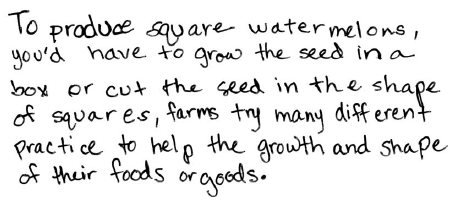 To produce square watermelons,
you'd have to grow the seed in a
box or cut the seed in the shape
of squares, farms try many different
practice to help the growth and shape
of their foods or goods.